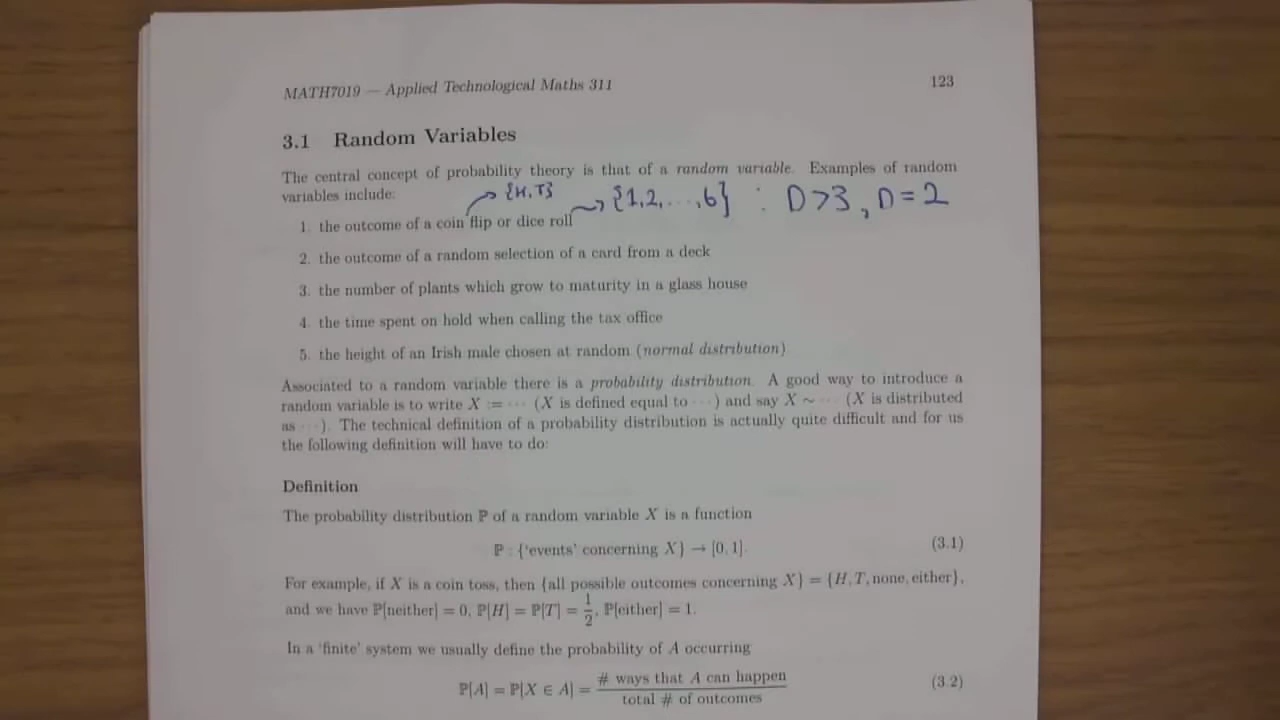 MATH7019 — Applied Technological Maths 311 123
3.1 Random Variables
The central concept of probability theory is that of a random variable. Examples of random
variables include:
{H,T} {1,2,...,6} : D>3, D=2
1. the outcome of a coin flip or dice roll
2. the outcome of a random selection of a card from a deck
3. the number of plants which grow to maturity in a glass house
4. the time spent on hold when calling the tax office
5. the height of an Irish male chosen at random (normal distribution)
Associated to a random variable there is a probability distribution. A good way to introduce a
random variable is to write X := ··· (X is defined equal to ···) and say X ∼ ··· (X is distributed
as ···). The technical definition of a probability distribution is actually quite difficult and for us
the following definition will have to do:
Definition
The probability distribution ℙ of a random variable X is a function
ℙ : {'events' concerning X} → [0, 1]. (3.1)
For example, if X is a coin toss, then {all possible outcomes concerning X} = {H, T, none, either},
and we have ℙ[neither] = 0, ℙ[H] = ℙ[T] = 1/2, ℙ[either] = 1.
In a 'finite' system we usually define the probability of A occurring
ℙ[A] = ℙ[X ∈ A] = # ways that A can happen / total # of outcomes (3.2)